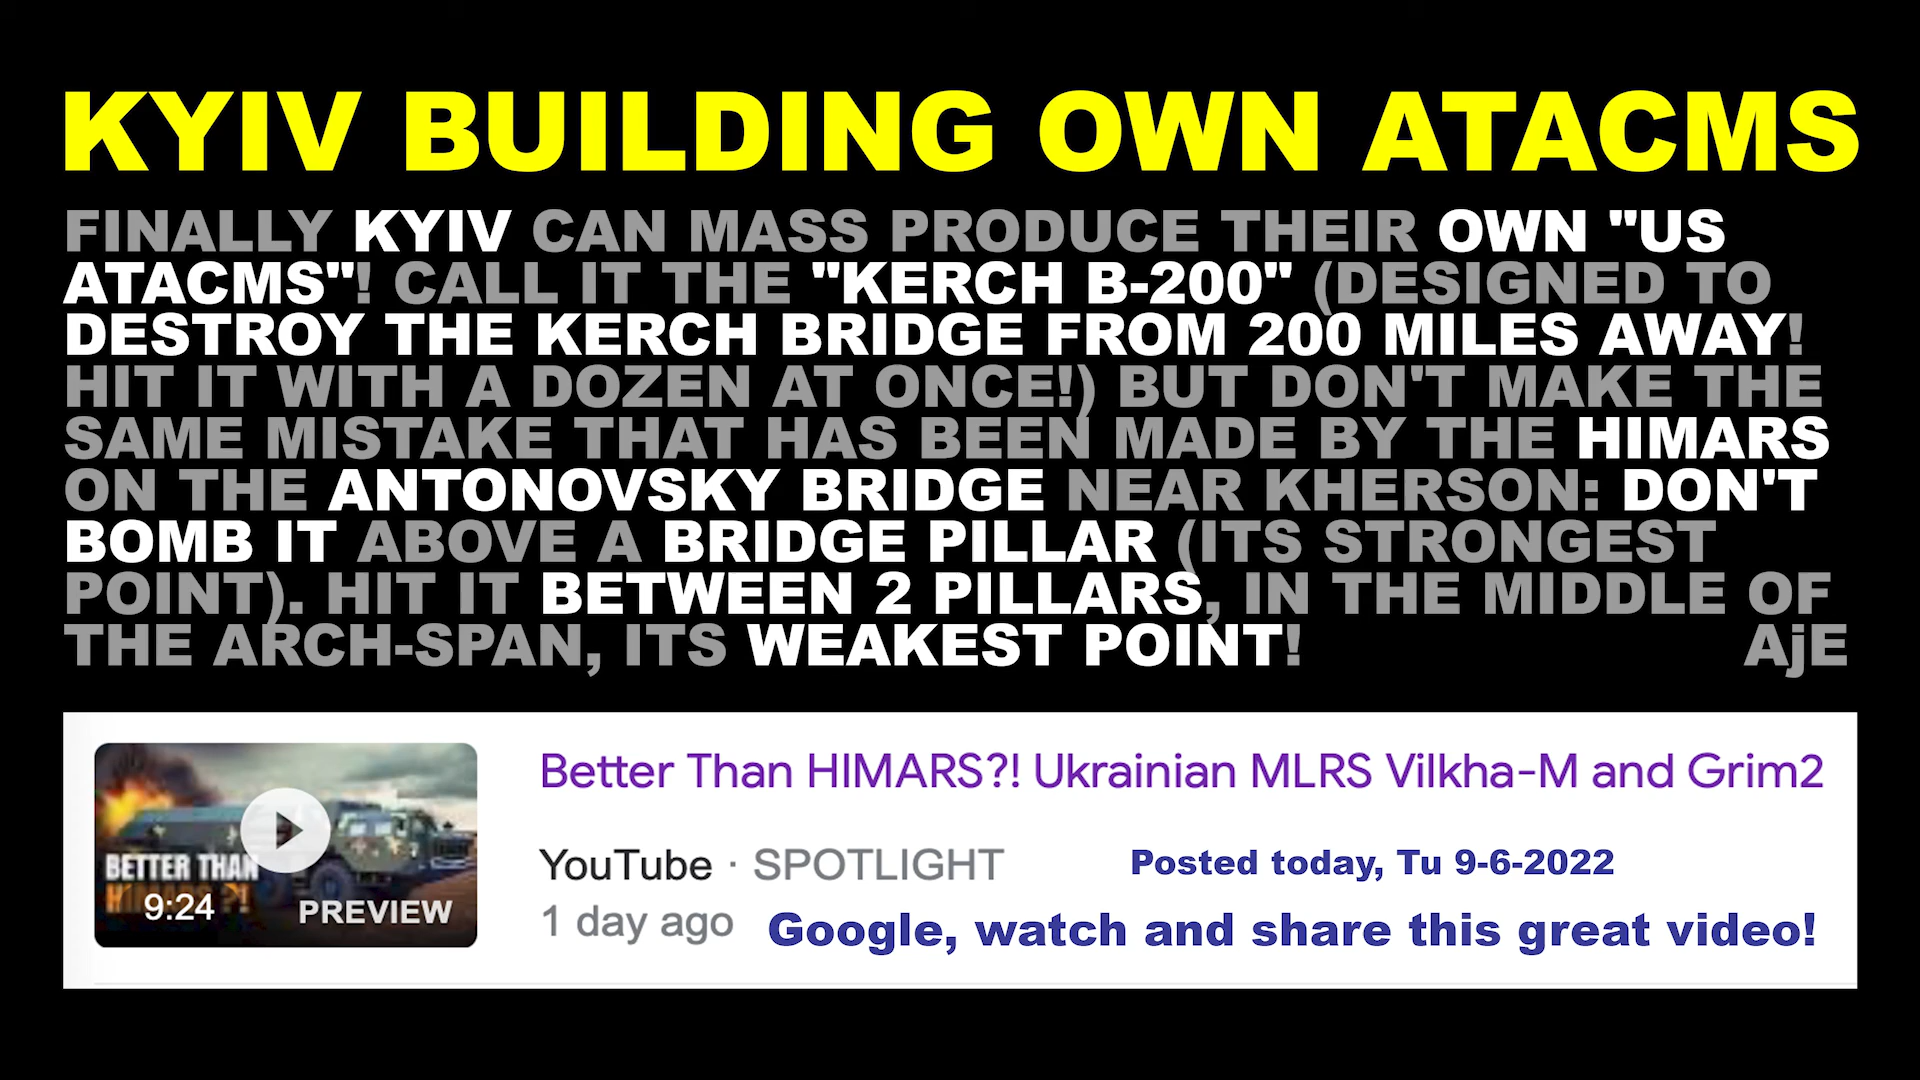 KYIV BUILDING OWN ATACMS
FINALLY KYIV CAN MASS PRODUCE THEIR OWN "US
ATACMS"! CALL IT THE "KERCH B-200" (DESIGNED TO
DESTROY THE KERCH BRIDGE FROM 200 MILES AWAY!
HIT IT WITH A DOZEN AT ONCE!) BUT DON'T MAKE THE
SAME MISTAKE THAT HAS BEEN MADE BY THE HIMARS
ON THE ANTONOVSKY BRIDGE NEAR KHERSON: DON'T
BOMB IT ABOVE A BRIDGE PILLAR (ITS STRONGEST
POINT). HIT IT BETWEEN 2 PILLARS, IN THE MIDDLE OF
THE ARCH-SPAN, ITS WEAKEST POINT! AjE
BETTER THAN
HIMARS?!
9:24 PREVIEW
Better Than HIMARS?! Ukrainian MLRS Vilkha-M and Grim2
YouTube · SPOTLIGHT Posted today, Tu 9-6-2022
1 day ago Google, watch and share this great video!